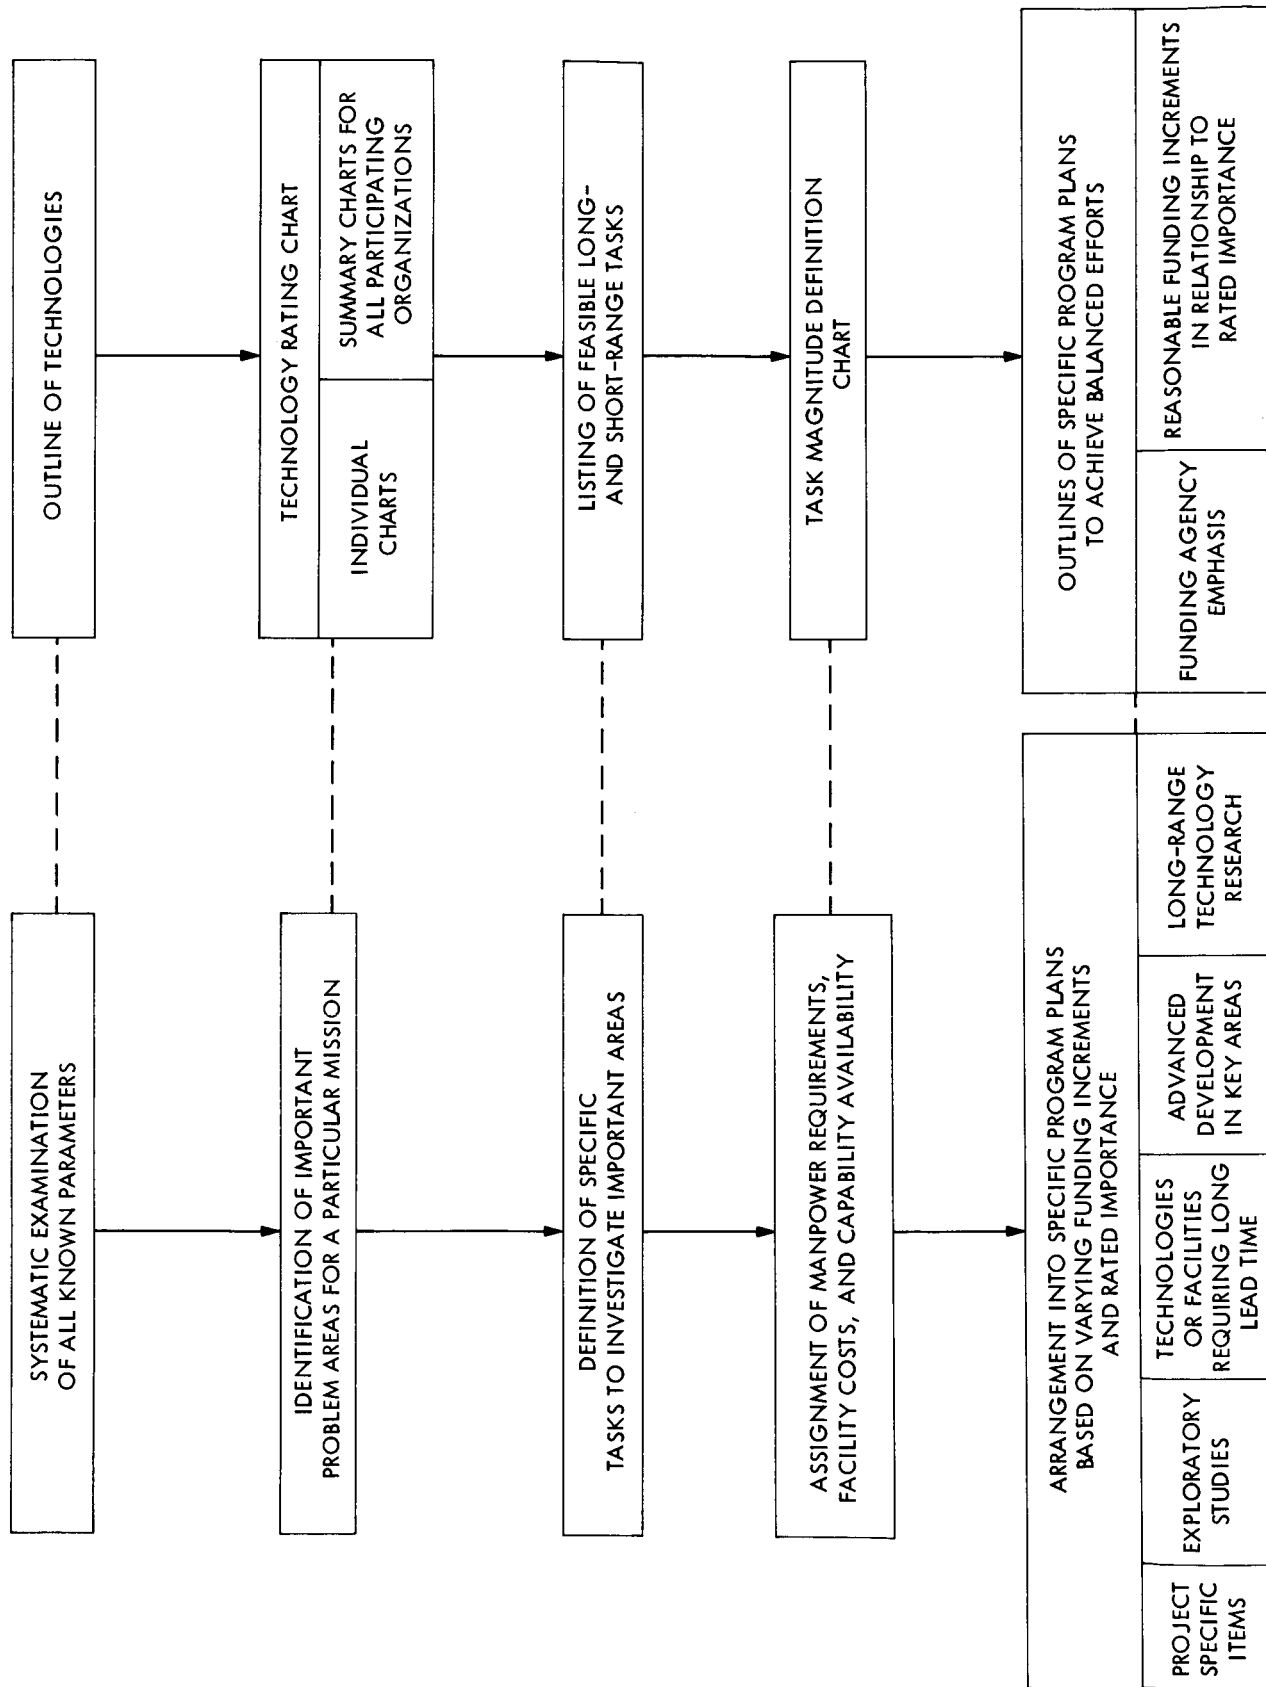 SYSTEMATIC EXAMINATION
OF ALL KNOWN PARAMETERS
OUTLINE OF TECHNOLOGIES
IDENTIFICATION OF IMPORTANT
PROBLEM AREAS FOR A PARTICULAR MISSION
TECHNOLOGY RATING CHART
INDIVIDUAL
CHARTS
SUMMARY CHARTS FOR
ALL PARTICIPATING
ORGANIZATIONS
DEFINITION OF SPECIFIC
TASKS TO INVESTIGATE IMPORTANT AREAS
LISTING OF FEASIBLE LONG-
AND SHORT-RANGE TASKS
ASSIGNMENT OF MANPOWER REQUIREMENTS,
FACILITY COSTS, AND CAPABILITY AVAILABILITY
TASK MAGNITUDE DEFINITION
CHART
ARRANGEMENT INTO SPECIFIC PROGRAM PLANS
BASED ON VARYING FUNDING INCREMENTS
AND RATED IMPORTANCE
PROJECT
SPECIFIC
ITEMS
EXPLORATORY
STUDIES
TECHNOLOGIES
OR FACILITIES
REQUIRING LONG
LEAD TIME
ADVANCED
DEVELOPMENT
IN KEY AREAS
LONG-RANGE
TECHNOLOGY
RESEARCH
OUTLINES OF SPECIFIC PROGRAM PLANS
TO ACHIEVE BALANCED EFFORTS
FUNDING AGENCY
EMPHASIS
REASONABLE FUNDING INCREMENTS
IN RELATIONSHIP TO
RATED IMPORTANCE